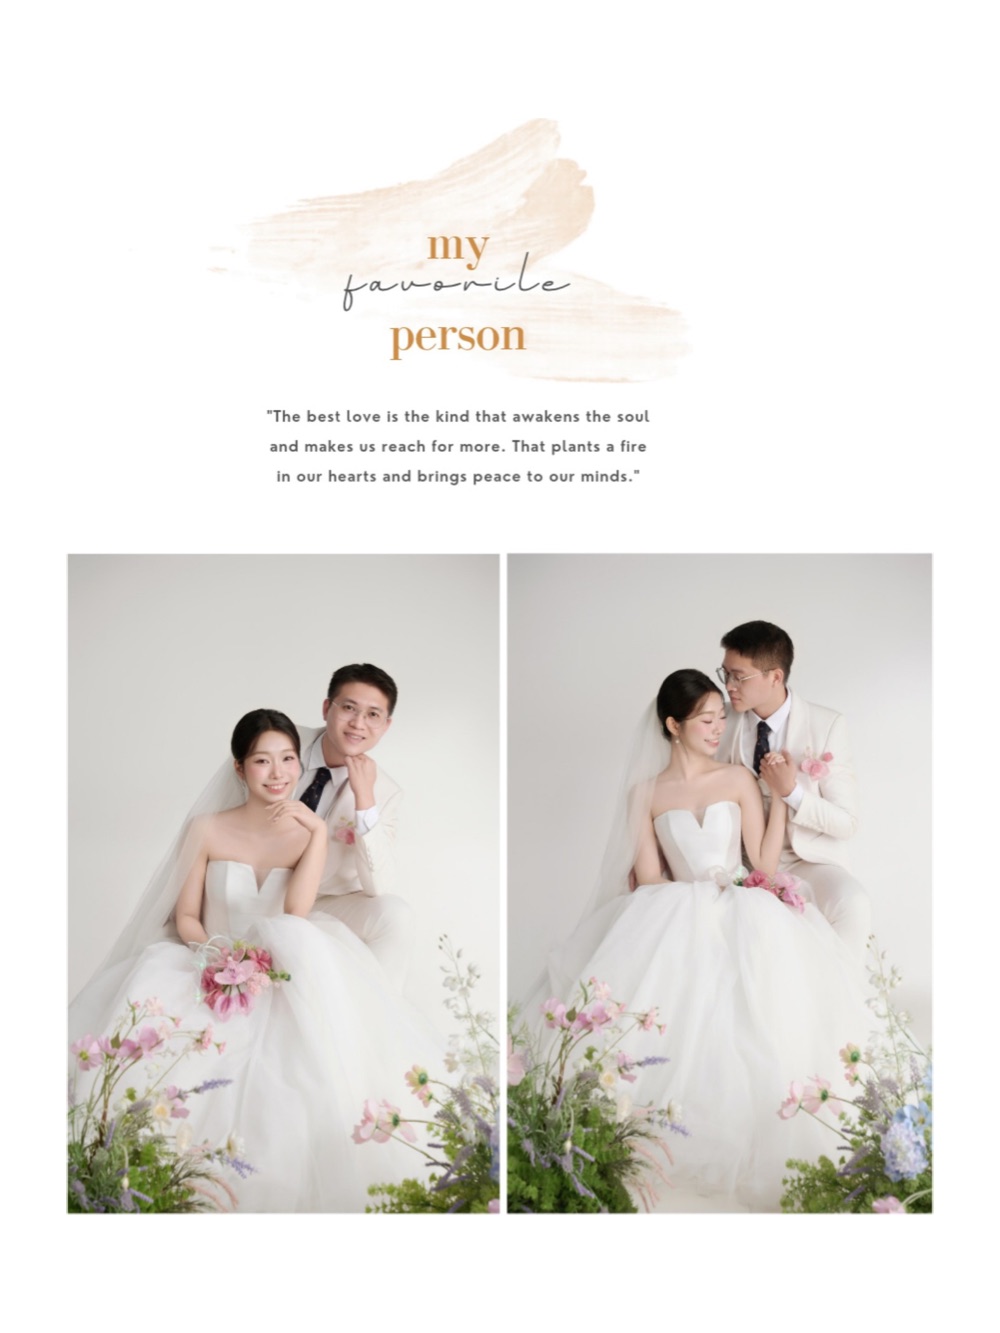 my
favorite
person
"The best love is the kind that awakens the soul
and makes us reach for more. That plants a fire
in our hearts and brings peace to our minds."